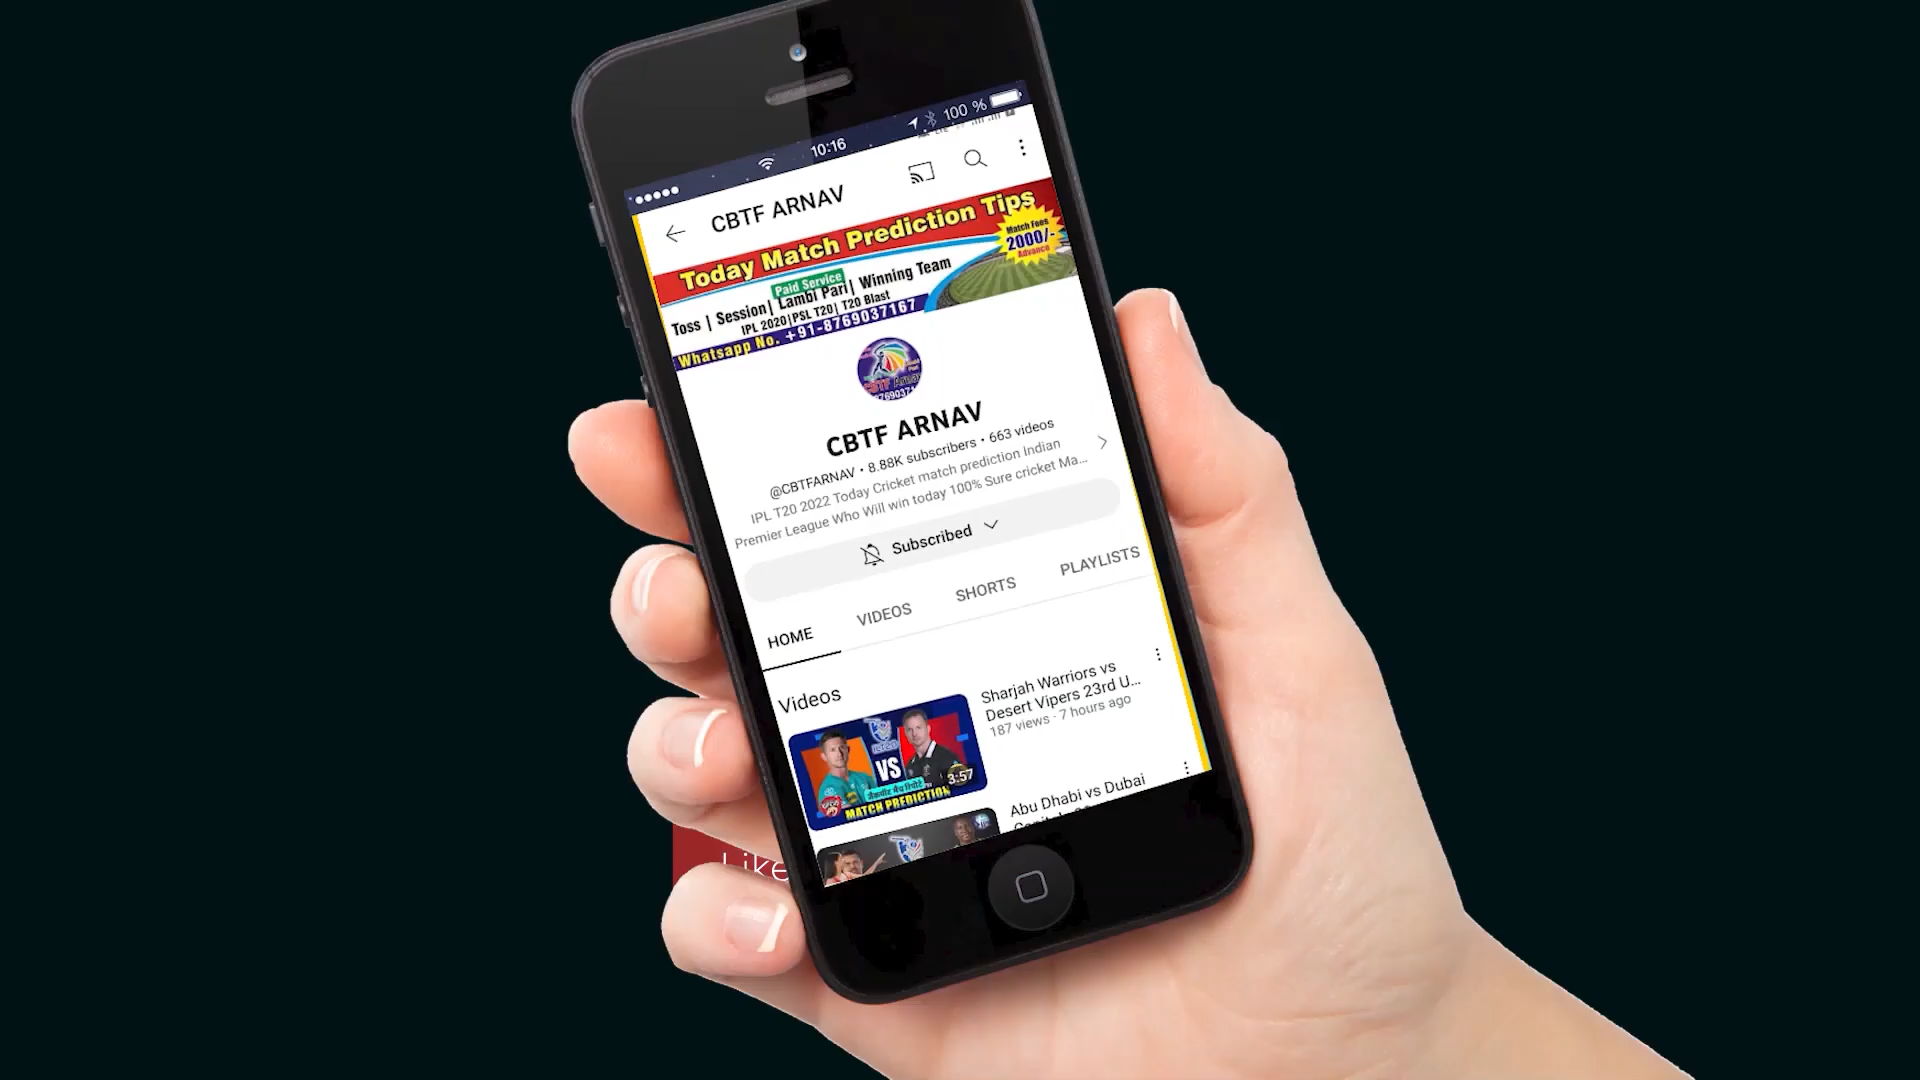 10:16
100 %
CBTF ARNAV
Today Match Prediction Tips
Match Fees
2000/-
Advance
Paid Service
Toss | Session | Lambi Pari | Winning Team
IPL 2020 | PSL T20 | T20 Blast
Whatsapp No. +91-8769037167
CBTF ARNAV
@CBTFARNAV • 8.88K subscribers • 663 videos
IPL T20 2022 Today Cricket match prediction Indian
Premier League Who Will win today 100% Sure cricket Ma...
Subscribed
HOME VIDEOS SHORTS PLAYLISTS
Videos
VS
MATCH PREDICTION
3:57
Sharjah Warriors vs
Desert Vipers 23rd U...
187 views · 7 hours ago
Abu Dhabi vs Dubai
Like